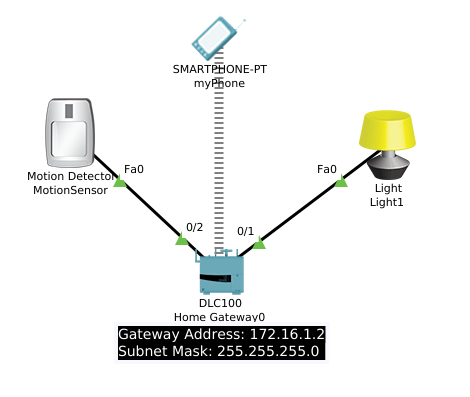 SMARTPHONE-PT
myPhone
Fa0
Motion Detector
MotionSensor
Fa0
Light
Light1
0/2
0/1
DLC100
Home Gateway0
Gateway Address: 172.16.1.2
Subnet Mask: 255.255.255.0